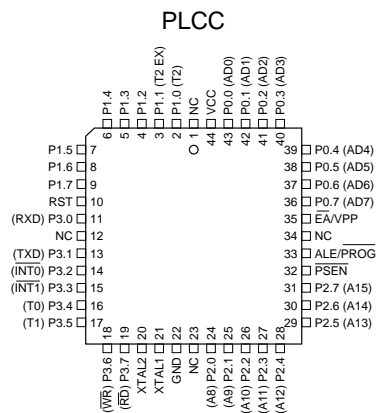 PLCC
P1.4
P1.3
P1.2
P1.1 (T2 EX)
P1.0 (T2)
NC
VCC
P0.0 (AD0)
P0.1 (AD1)
P0.2 (AD2)
P0.3 (AD3)
6
5
4
3
2
1
44
43
42
41
40
P1.5 7
P1.6 8
P1.7 9
RST 10
(RXD) P3.0 11
NC 12
(TXD) P3.1 13
(INT0) P3.2 14
(INT1) P3.3 15
(T0) P3.4 16
(T1) P3.5 17
39 P0.4 (AD4)
38 P0.5 (AD5)
37 P0.6 (AD6)
36 P0.7 (AD7)
35 EA/VPP
34 NC
33 ALE/PROG
32 PSEN
31 P2.7 (A15)
30 P2.6 (A14)
29 P2.5 (A13)
18
19
20
21
22
23
24
25
26
27
28
(WR) P3.6
(RD) P3.7
XTAL2
XTAL1
GND
NC
(A8) P2.0
(A9) P2.1
(A10) P2.2
(A11) P2.3
(A12) P2.4